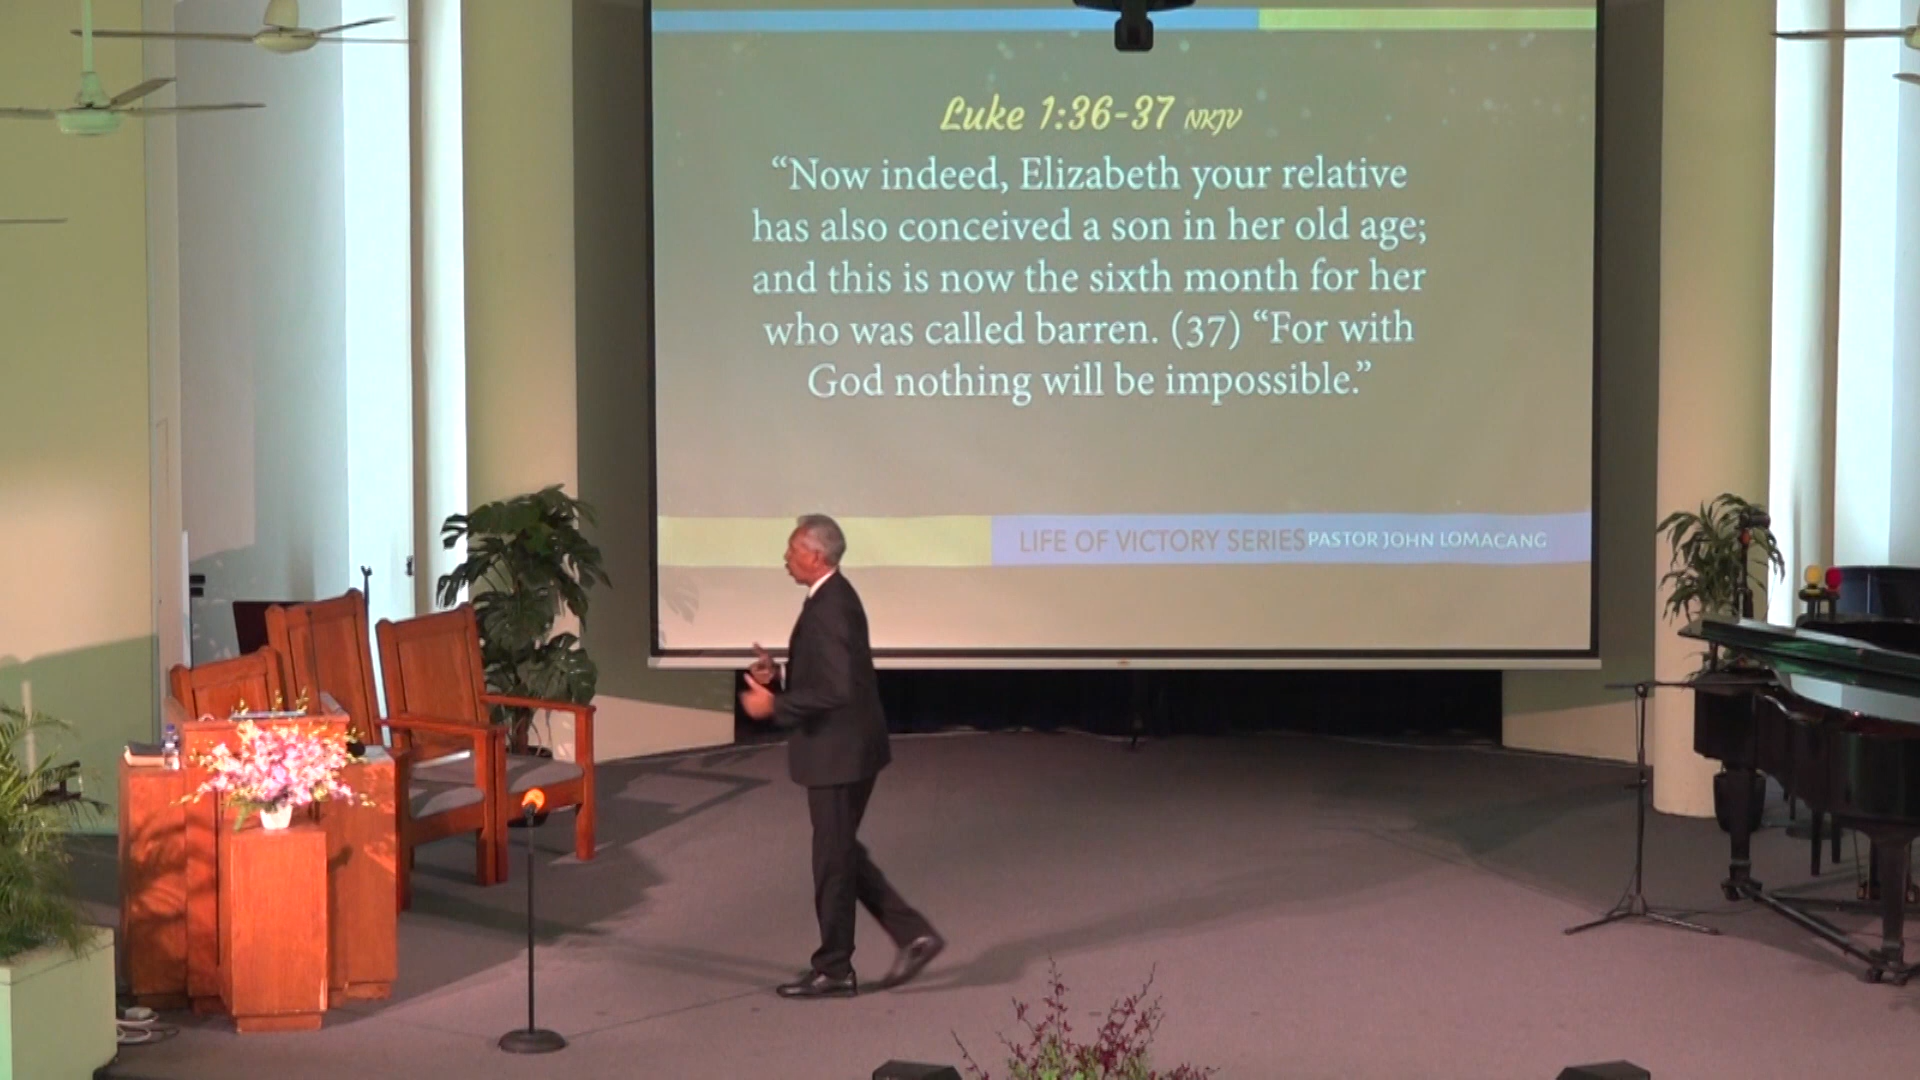 Luke 1:36-37 NKJV
“Now indeed, Elizabeth your relative
has also conceived a son in her old age;
and this is now the sixth month for her
who was called barren. (37) “For with
God nothing will be impossible.”
LIFE OF VICTORY SERIES PASTOR JOHN LOMACANG